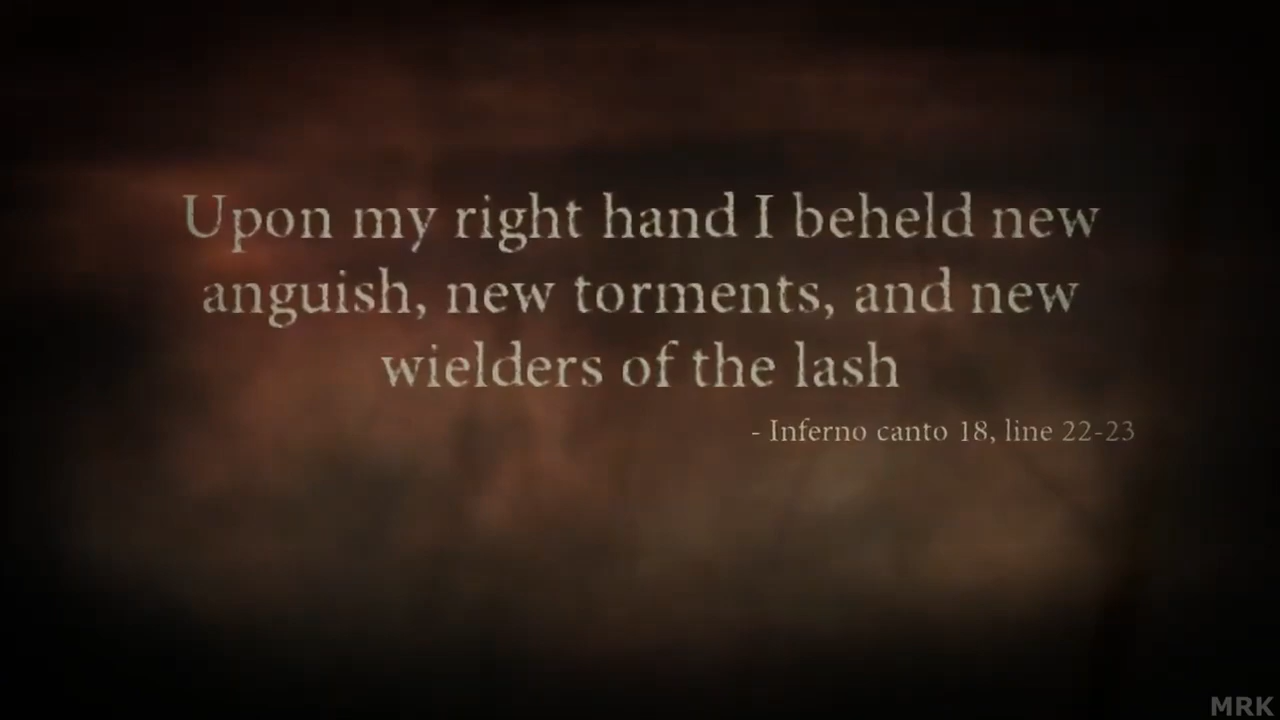 Upon my right hand I beheld new
anguish, new torments, and new
wielders of the lash
- Inferno canto 18, line 22-23
MRK